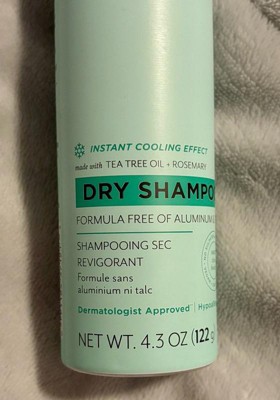 INSTANT COOLING EFFECT
made with TEA TREE OIL + ROSEMARY
DRY SHAMPO
FORMULA FREE OF ALUMINUM
SHAMPOOING SEC
REVIGORANT
Formule sans
aluminium ni talc
Dermatologist Approved | Hypoall
NET WT. 4.3 OZ (122 g